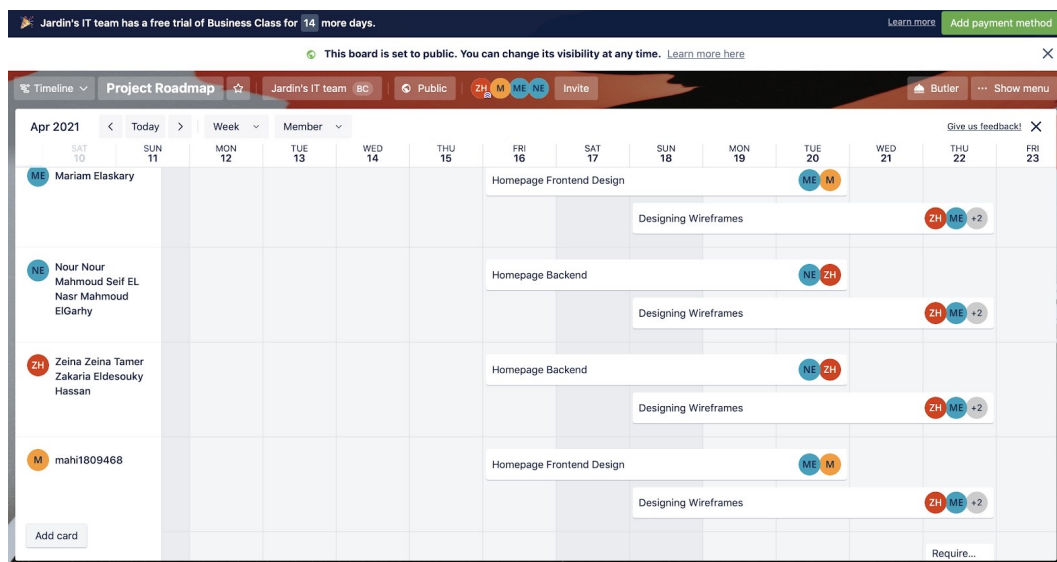 Jardin's IT team has a free trial of Business Class for 14 more days. Learn more Add payment method
This board is set to public. You can change its visibility at any time. Learn more here
Timeline Project Roadmap Jardin's IT team BC Public ZH M ME NE Invite Butler ··· Show menu
Apr 2021 Today Week Member Give us feedback!
SAT SUN MON TUE WED THU FRI SAT SUN MON TUE WED THU FRI
10 11 12 13 14 15 16 17 18 19 20 21 22 23
ME Mariam Elaskary
Homepage Frontend Design ME M
Designing Wireframes ZH ME +2
NE Nour Nour
Mahmoud Seif EL
Nasr Mahmoud
ElGarhy
Homepage Backend NE ZH
Designing Wireframes ZH ME +2
ZH Zeina Zeina Tamer
Zakaria Eldesouky
Hassan
Homepage Backend NE ZH
Designing Wireframes ZH ME +2
M mahi1809468
Homepage Frontend Design ME M
Designing Wireframes ZH ME +2
Add card
Require...